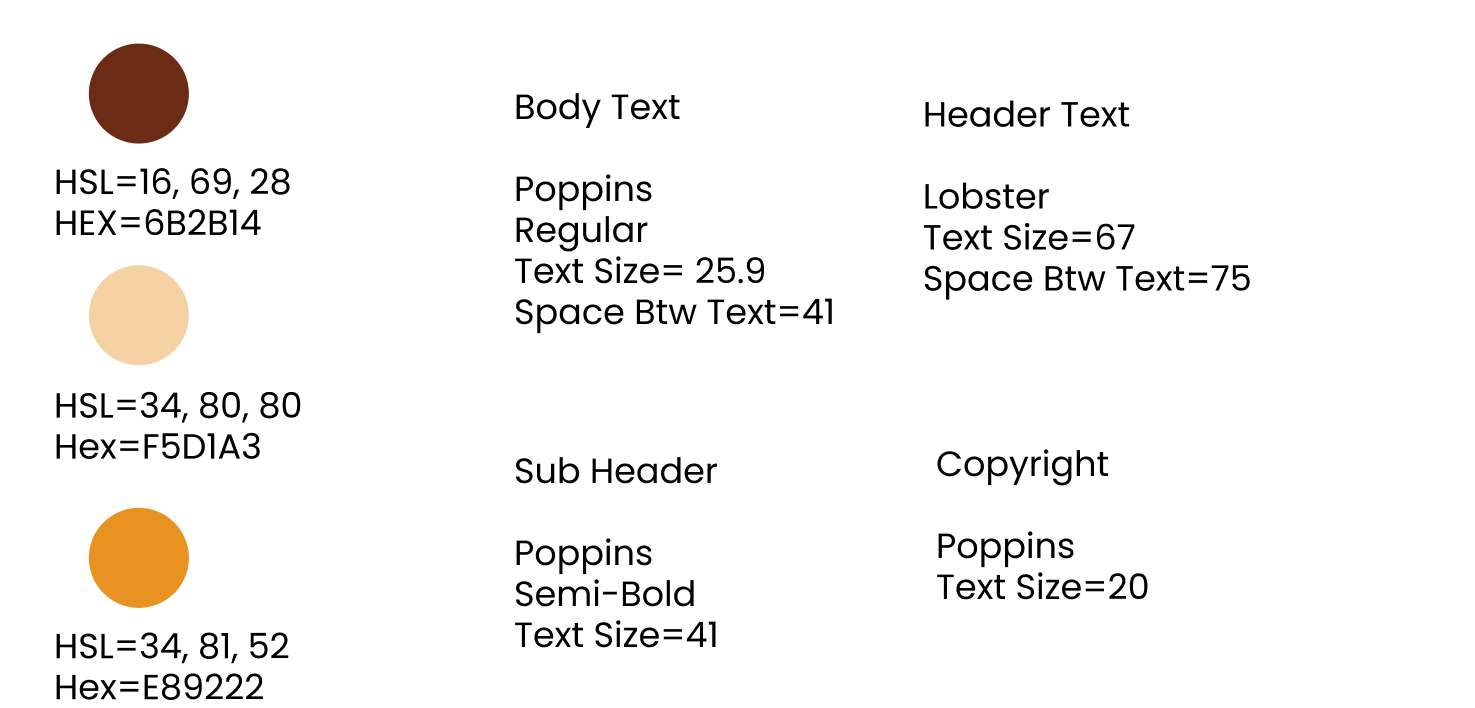 HSL=16, 69, 28
HEX=6B2B14
HSL=34, 80, 80
Hex=F5D1A3
HSL=34, 81, 52
Hex=E89222
Body Text
Poppins
Regular
Text Size= 25.9
Space Btw Text=41
Sub Header
Poppins
Semi-Bold
Text Size=41
Header Text
Lobster
Text Size=67
Space Btw Text=75
Copyright
Poppins
Text Size=20